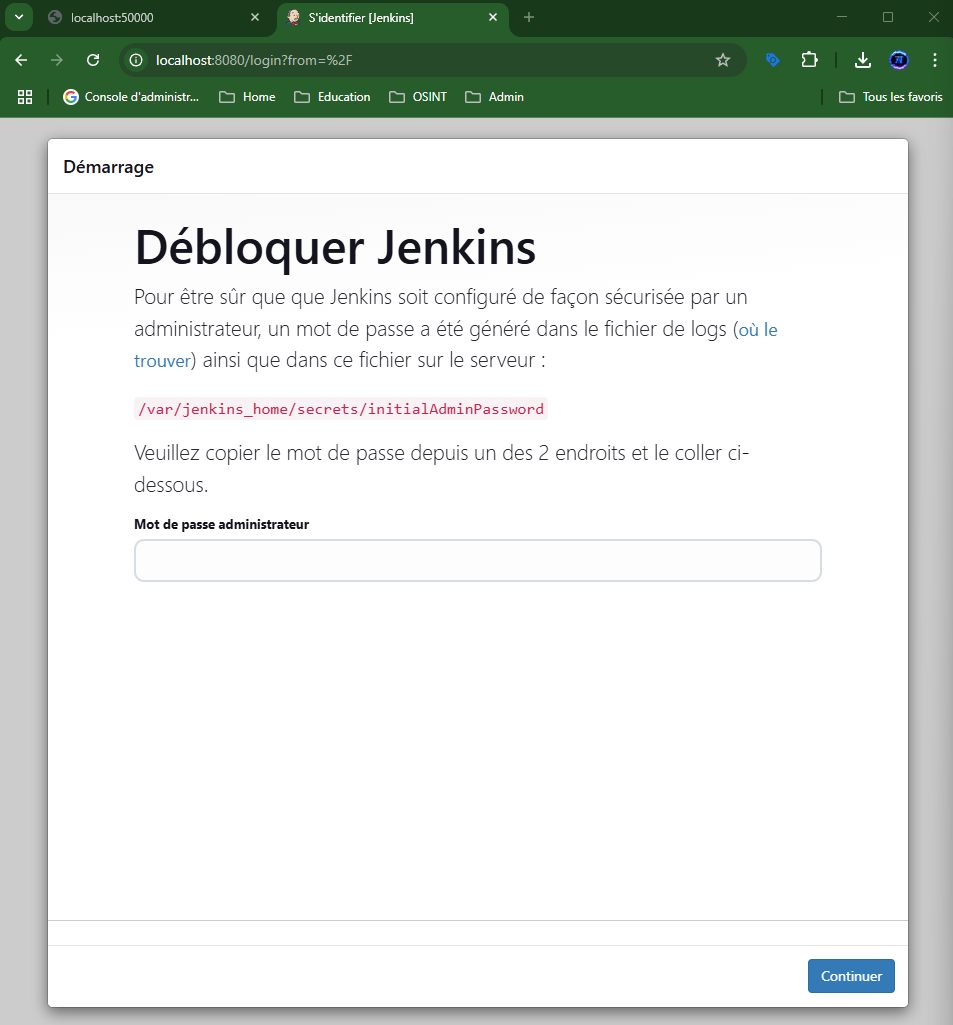 localhost:50000
S'identifier [Jenkins]
localhost:8080/login?from=%2F
Console d'administr...
Home
Education
OSINT
Admin
Tous les favoris
Démarrage
Débloquer Jenkins
Pour être sûr que que Jenkins soit configuré de façon sécurisée par un
administrateur, un mot de passe a été généré dans le fichier de logs (où le
trouver) ainsi que dans ce fichier sur le serveur :
/var/jenkins_home/secrets/initialAdminPassword
Veuillez copier le mot de passe depuis un des 2 endroits et le coller ci-
dessous.
Mot de passe administrateur
Continuer